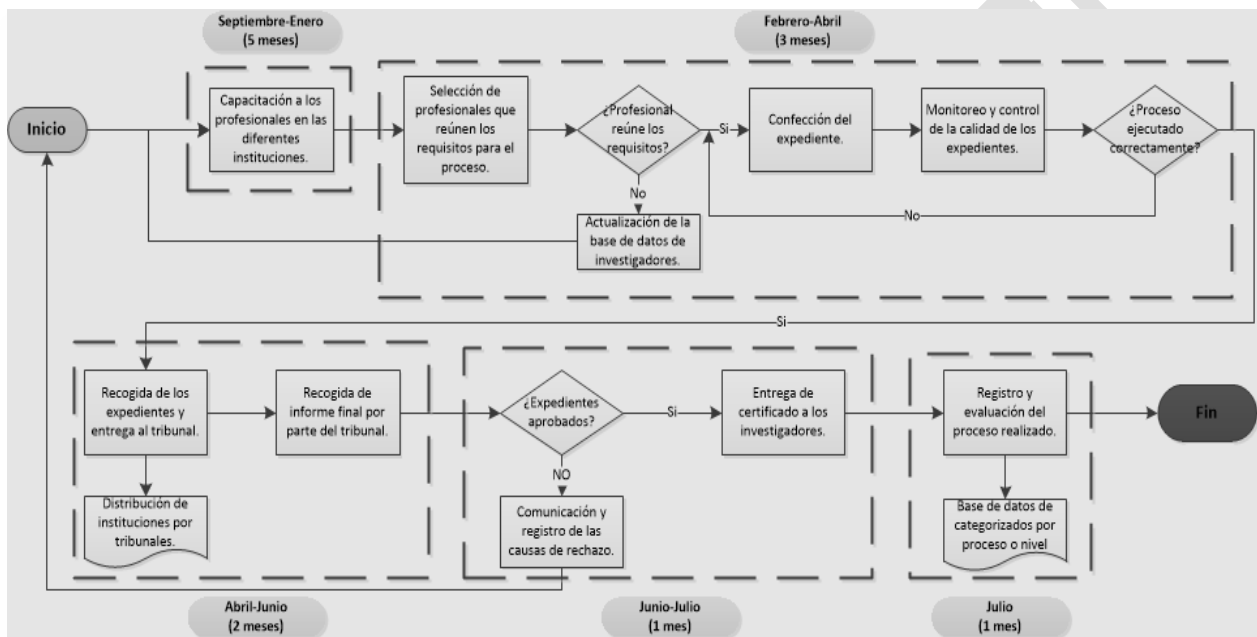 Septiembre-Enero
(5 meses)
Febrero-Abril
(3 meses)
Inicio
Capacitación a los
profesionales en las
diferentes
instituciones.
Selección de
profesionales que
reúnen los
requisitos para el
proceso.
¿Profesional
reúne los
requisitos?
Si
Confección del
expediente.
Monitoreo y control
de la calidad de los
expedientes.
¿Proceso
ejecutado
correctamente?
No
No
Actualización de la
base de datos de
investigadores.
Si
Recogida de los
expedientes y
entrega al tribunal.
Recogida de
informe final por
parte del tribunal.
¿Expedientes
aprobados?
Si
Entrega de
certificado a los
investigadores.
Registro y
evaluación del
proceso realizado.
Fin
NO
Distribución de
instituciones por
tribunales.
Comunicación y
registro de las
causas de rechazo.
Base de datos de
categorizados por
proceso o nivel
Abril-Junio
(2 meses)
Junio-Julio
(1 mes)
Julio
(1 mes)